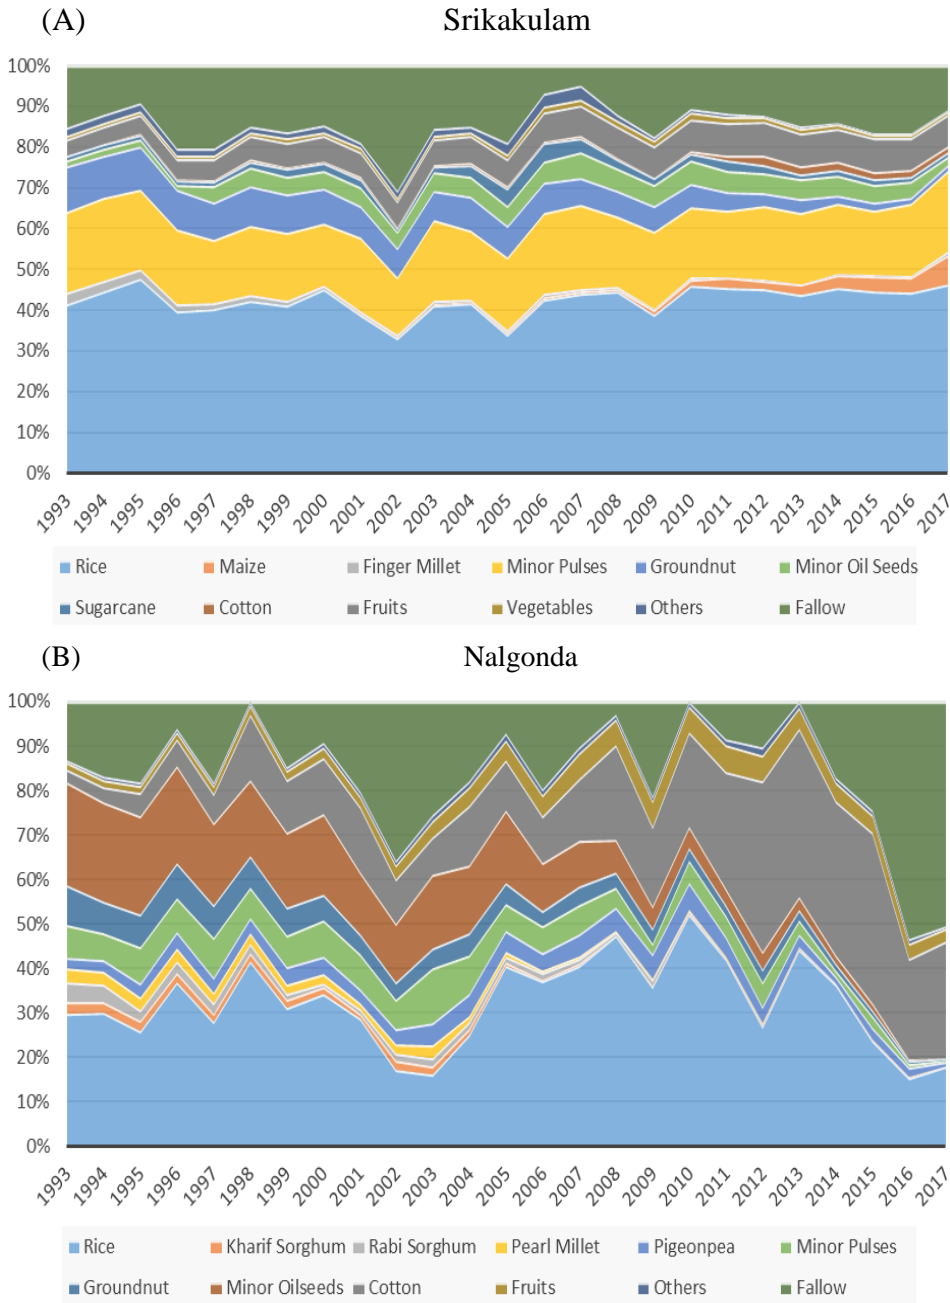 (A) Srikakulam
100%
90%
80%
70%
60%
50%
40%
30%
20%
10%
0%
1993 1994 1995 1996 1997 1998 1999 2000 2001 2002 2003 2004 2005 2006 2007 2008 2009 2010 2011 2012 2013 2014 2015 2016 2017
Rice Maize Finger Millet Minor Pulses Groundnut Minor Oil Seeds
Sugarcane Cotton Fruits Vegetables Others Fallow
(B) Nalgonda
100%
90%
80%
70%
60%
50%
40%
30%
20%
10%
0%
1993 1994 1995 1996 1997 1998 1999 2000 2001 2002 2003 2004 2005 2006 2007 2008 2009 2010 2011 2012 2013 2014 2015 2016 2017
Rice Kharif Sorghum Rabi Sorghum Pearl Millet Pigeonpea Minor Pulses
Groundnut Minor Oilseeds Cotton Fruits Others Fallow